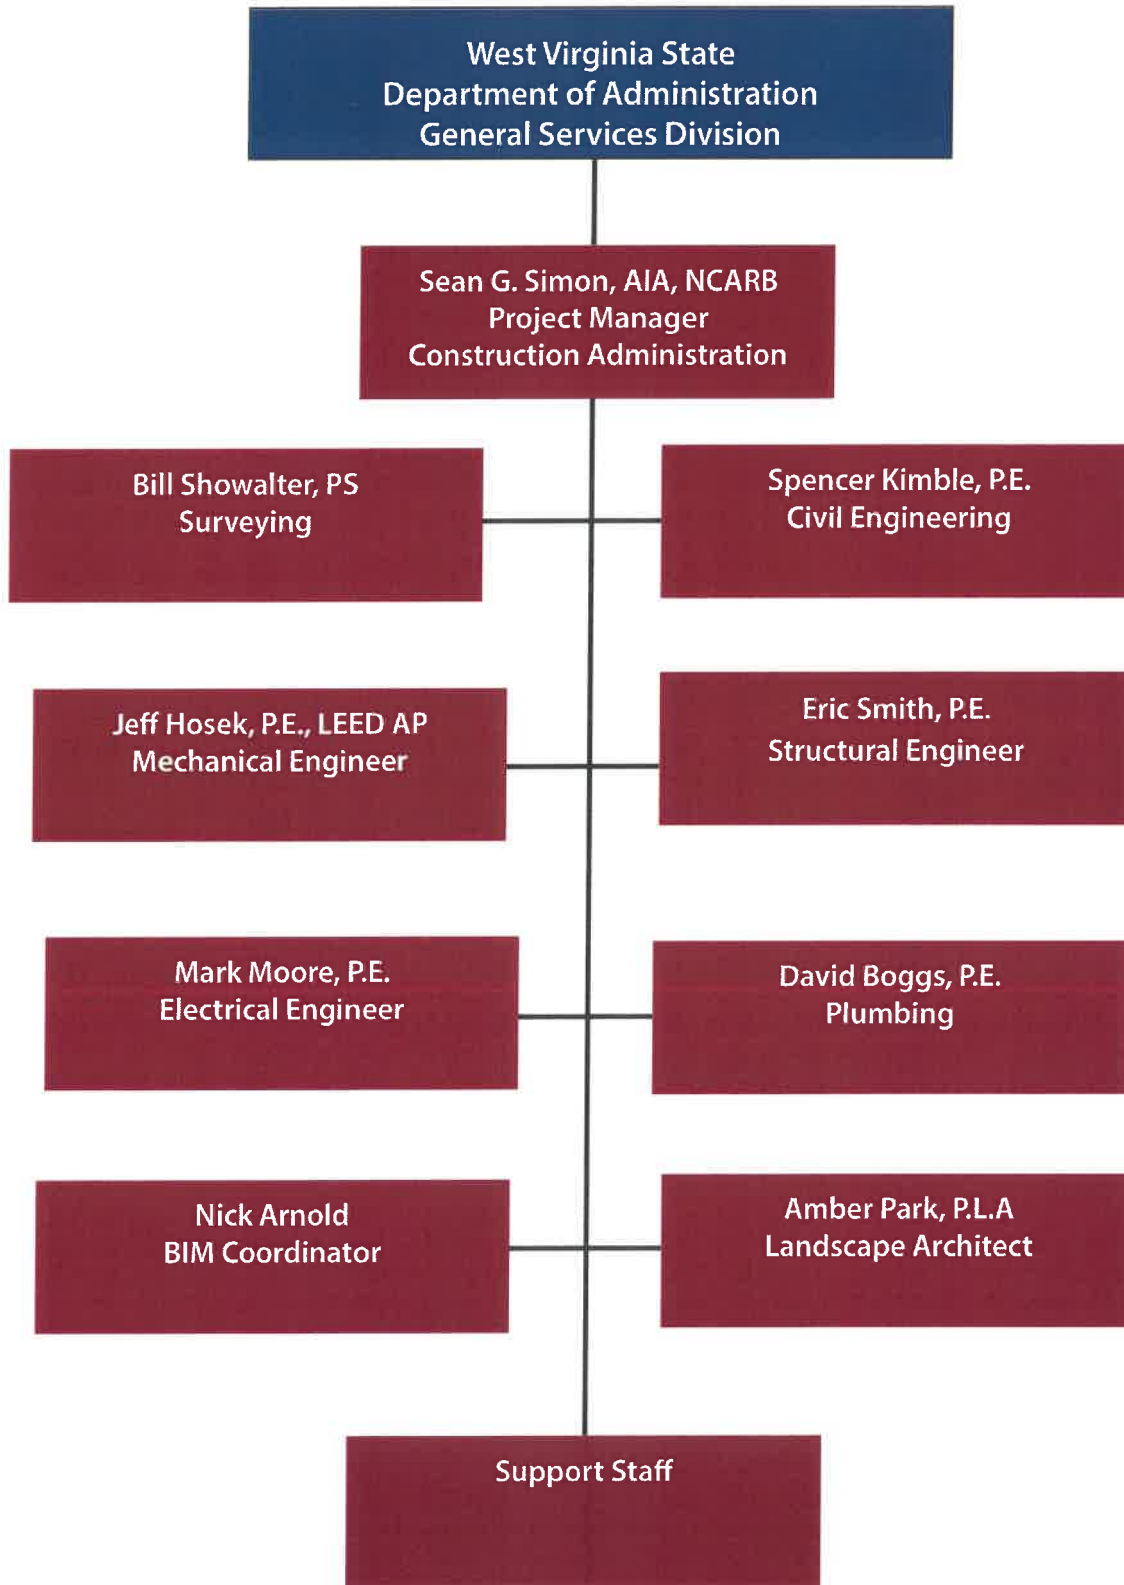 West Virginia State
Department of Administration
General Services Division
Sean G. Simon, AIA, NCARB
Project Manager
Construction Administration
Bill Showalter, PS
Surveying
Spencer Kimble, P.E.
Civil Engineering
Jeff Hosek, P.E., LEED AP
Mechanical Engineer
Eric Smith, P.E.
Structural Engineer
Mark Moore, P.E.
Electrical Engineer
David Boggs, P.E.
Plumbing
Nick Arnold
BIM Coordinator
Amber Park, P.L.A
Landscape Architect
Support Staff